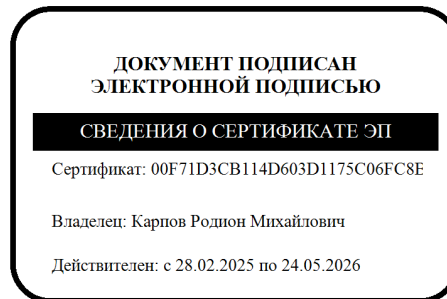 ДОКУМЕНТ ПОДПИСАН
ЭЛЕКТРОННОЙ ПОДПИСЬЮ
СВЕДЕНИЯ О СЕРТИФИКАТЕ ЭП
Сертификат: 00F71D3CB114D603D1175C06FC8E
Владелец: Карпов Родион Михайлович
Действителен: с 28.02.2025 по 24.05.2026